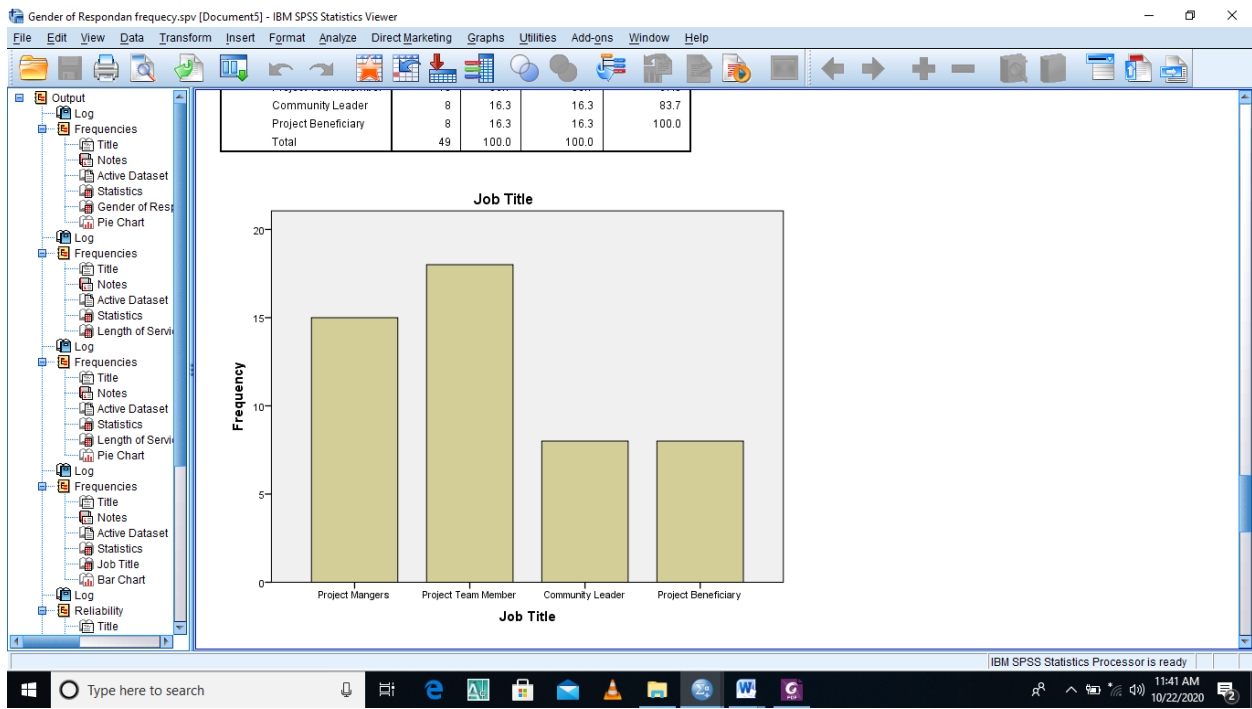 Gender of Respondan frequecy.spv [Document5] - IBM SPSS Statistics Viewer
File Edit View Data Transform Insert Format Analyze Direct Marketing Graphs Utilities Add-ons Window Help
Output
Log
Frequencies
Title
Notes
Active Dataset
Statistics
Gender of Resp
Pie Chart
Log
Frequencies
Title
Notes
Active Dataset
Statistics
Length of Servi
Log
Frequencies
Title
Notes
Active Dataset
Statistics
Length of Servi
Pie Chart
Log
Frequencies
Title
Notes
Active Dataset
Statistics
Job Title
Bar Chart
Log
Reliability
Title
Community Leader 8 16.3 16.3 83.7
Project Beneficiary 8 16.3 16.3 100.0
Total 49 100.0 100.0
Job Title
Frequency
20
15
10
5
0
Project Mangers Project Team Member Community Leader Project Beneficiary
Job Title
IBM SPSS Statistics Processor is ready
Type here to search
11:41 AM
10/22/2020
2